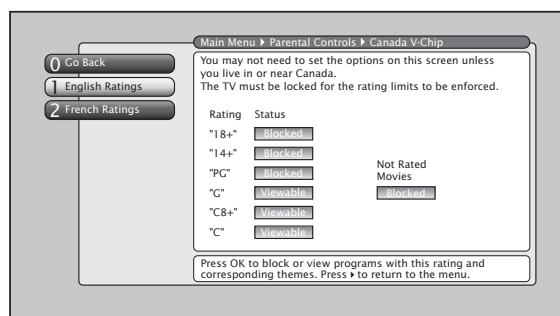 Main Menu ▸ Parental Controls ▸ Canada V-Chip
0 Go Back
1 English Ratings
2 French Ratings
You may not need to set the options on this screen unless
you live in or near Canada.
The TV must be locked for the rating limits to be enforced.
Rating Status
"18+" Blocked
"14+" Blocked
"PG" Blocked
"G" Viewable
"C8+" Viewable
"C" Viewable
Not Rated
Movies
Blocked
Press OK to block or view programs with this rating and
corresponding themes. Press ▸ to return to the menu.